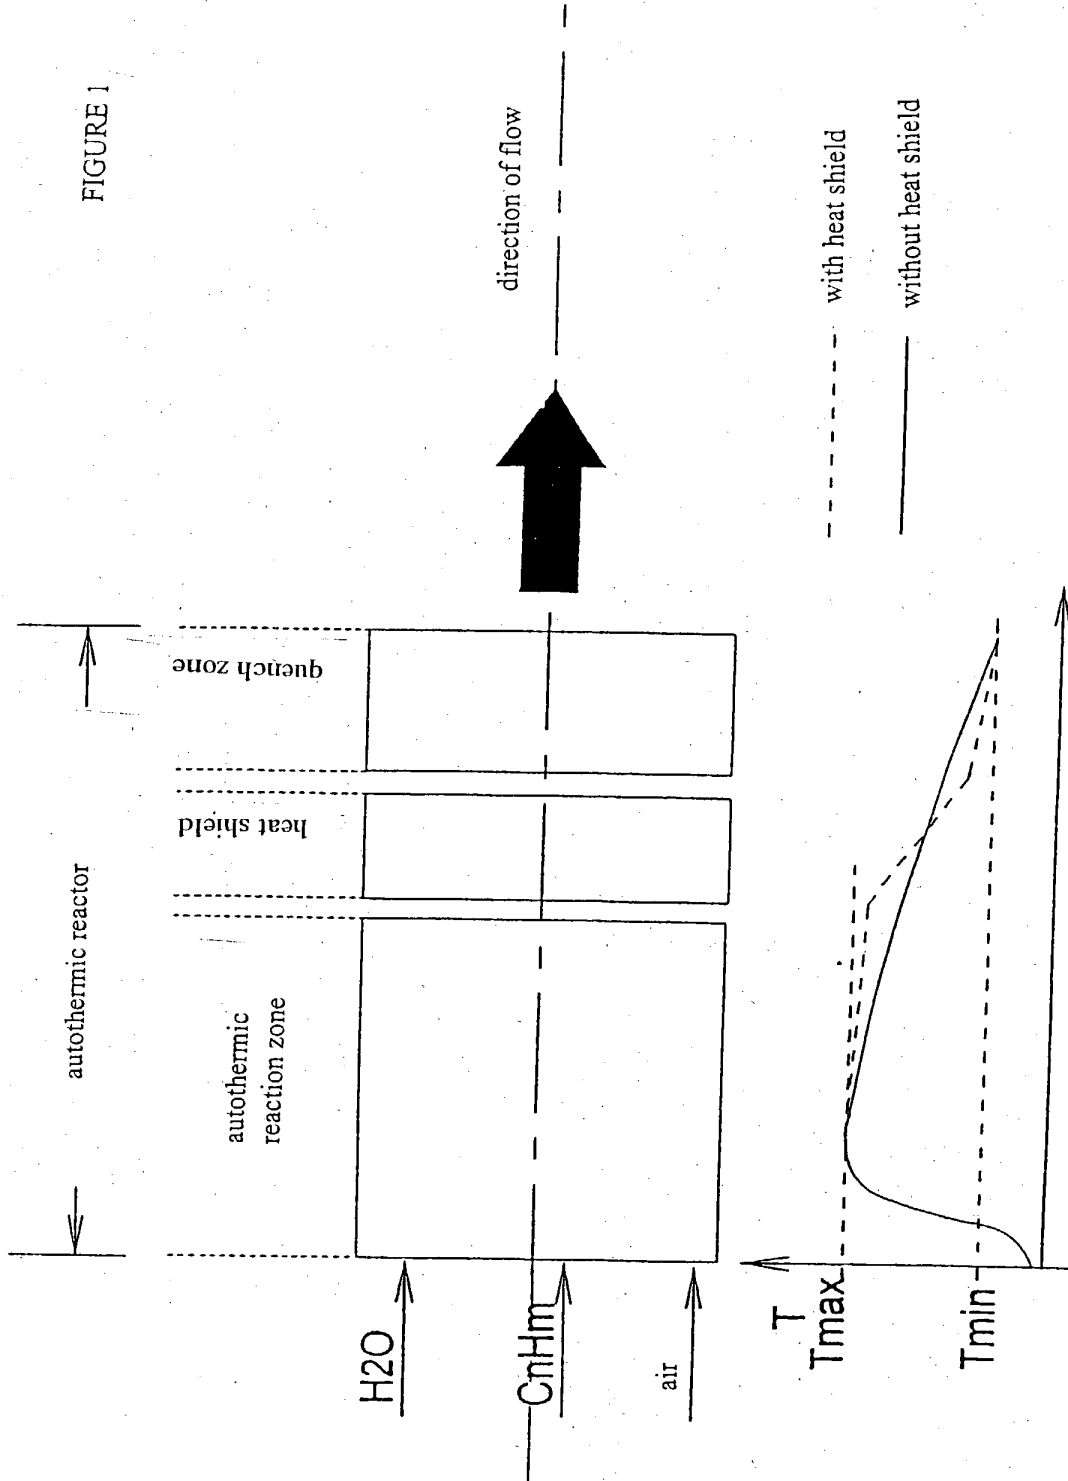 FIGURE 1
autothermic reactor
autothermic
reaction zone
heat shield
quench zone
H2O
CnHm
air
direction of flow
T
Tmax
Tmin
with heat shield
without heat shield